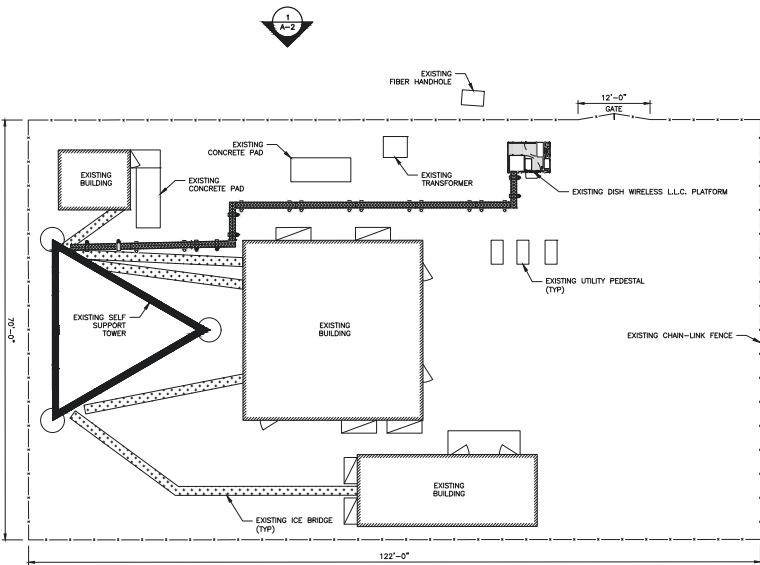 1
A-2
EXISTING
FIBER HANDHOLE
12'-0"
GATE
EXISTING
CONCRETE PAD
EXISTING
BUILDING
EXISTING
CONCRETE PAD
EXISTING
TRANSFORMER
EXISTING DISH WIRELESS L.L.C. PLATFORM
EXISTING UTILITY PEDESTAL
(TYP)
70'-0"
EXISTING SELF
SUPPORT
TOWER
EXISTING
BUILDING
EXISTING CHAIN-LINK FENCE
EXISTING
BUILDING
EXISTING ICE BRIDGE
(TYP)
122'-0"